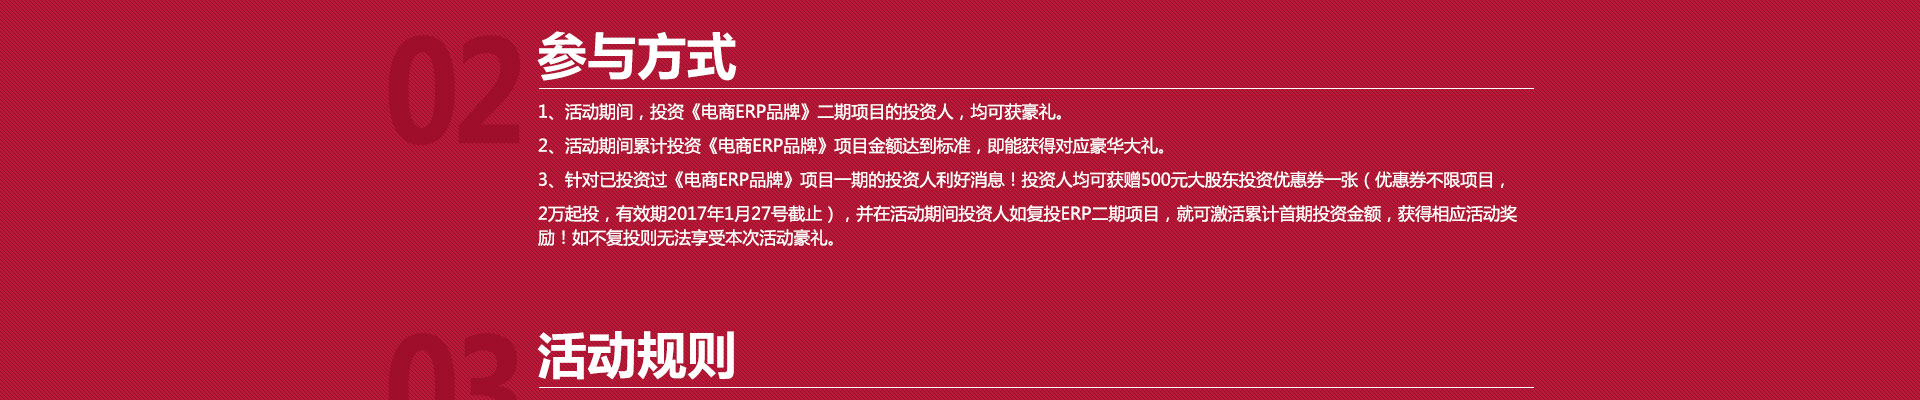 02
参与方式
1、活动期间，投资《电商ERP品牌》二期项目的投资人，均可获豪礼。
2、活动期间累计投资《电商ERP品牌》项目金额达到标准，即能获得对应豪华大礼。
3、针对已投资过《电商ERP品牌》项目一期的投资人利好消息！投资人均可获赠500元大股东投资优惠券一张（优惠券不限项目，
2万起投，有效期2017年1月27号截止），并在活动期间投资人如复投ERP二期项目，就可激活累计首期投资金额，获得相应活动奖
励！如不复投则无法享受本次活动豪礼。
03
活动规则